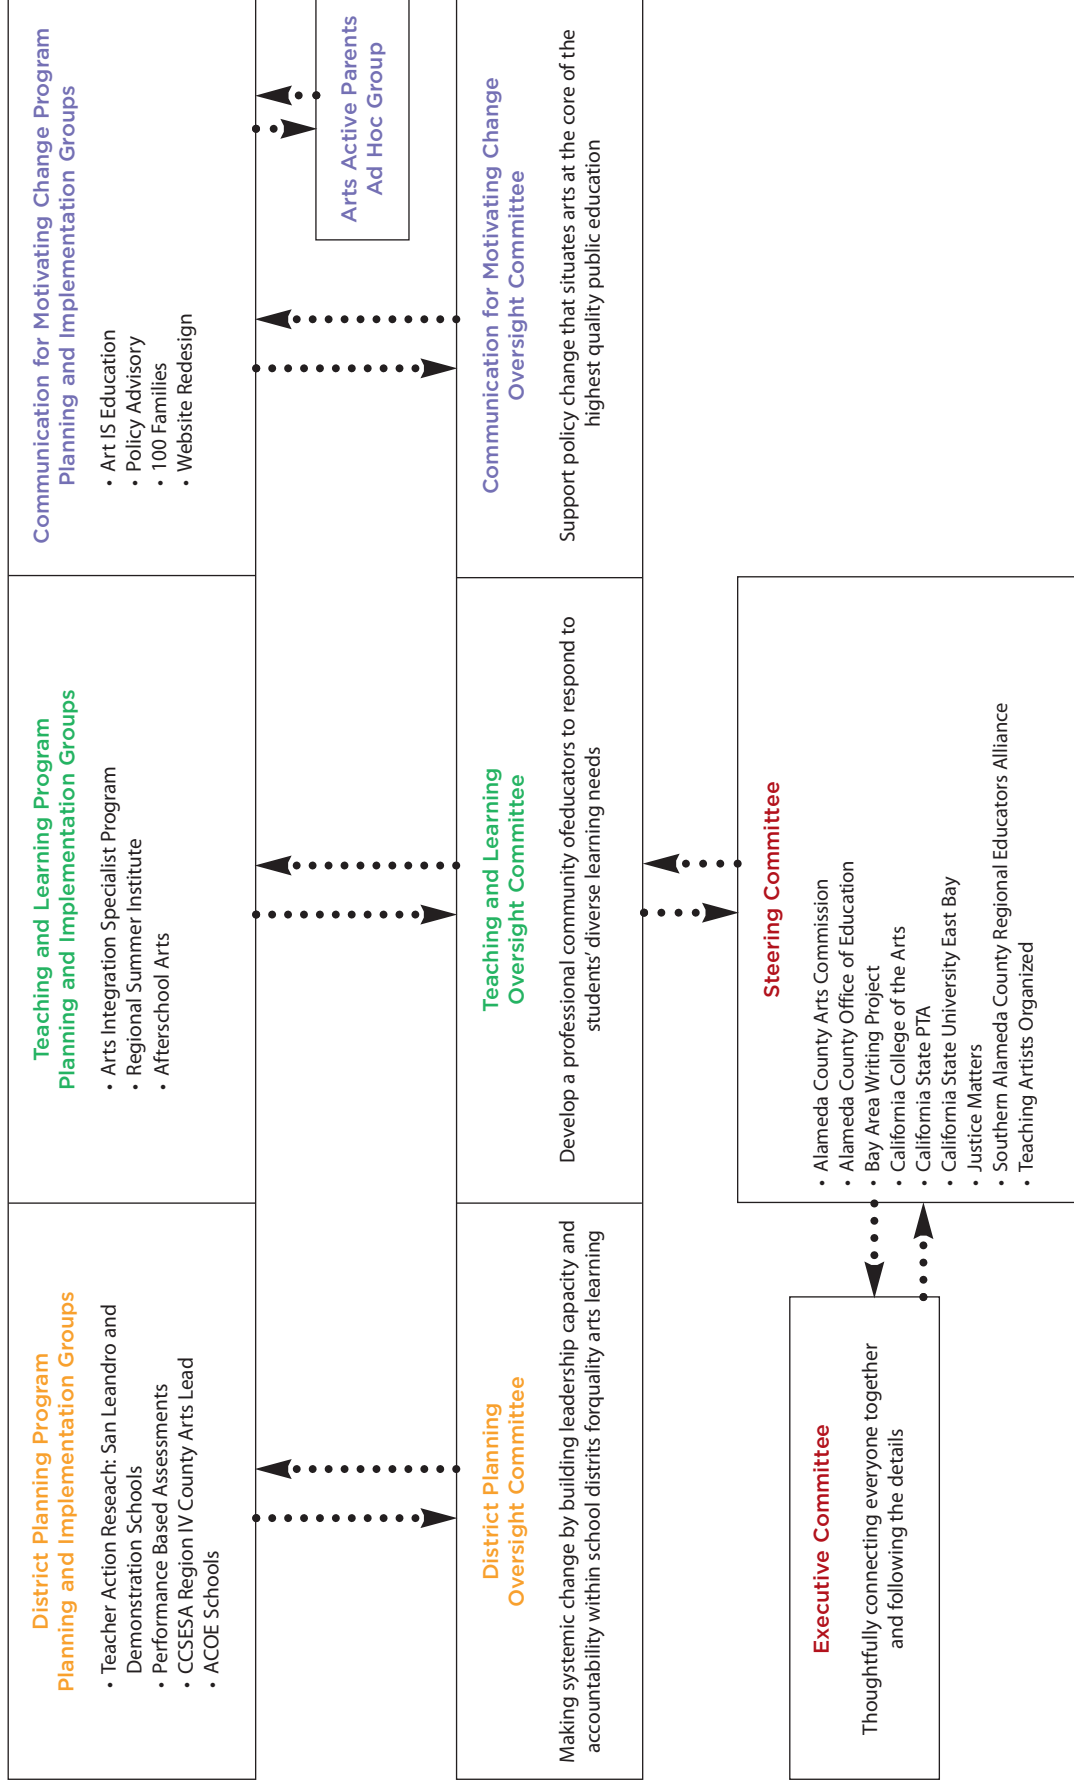 District Planning Program
Planning and Implementation Groups
• Teacher Action Reseach: San Leandro and
Demonstration Schools
• Performance Based Assessments
• CCSESA Region IV County Arts Lead
• ACOE Schools
Teaching and Learning Program
Planning and Implementation Groups
• Arts Integration Specialist Program
• Regional Summer Institute
• Afterschool Arts
Communication for Motivating Change Program
Planning and Implementation Groups
• Art IS Education
• Policy Advisory
• 100 Families
• Website Redesign
Arts Active Parents
Ad Hoc Group
District Planning
Oversight Committee
Making systemic change by building leadership capacity and
accountability within school districts forquality arts learning
Teaching and Learning
Oversight Committee
Develop a professional community ofeducators to respond to
students’ diverse learning needs
Communication for Motivating Change
Oversight Committee
Support policy change that situates arts at the core of the
highest quality public education
Executive Committee
Thoughtfully connecting everyone together
and following the details
Steering Committee
• Alameda County Arts Commission
• Alameda County Office of Education
• Bay Area Writing Project
• California College of the Arts
• California State PTA
• California State University East Bay
• Justice Matters
• Southern Alameda County Regional Educators Alliance
• Teaching Artists Organized